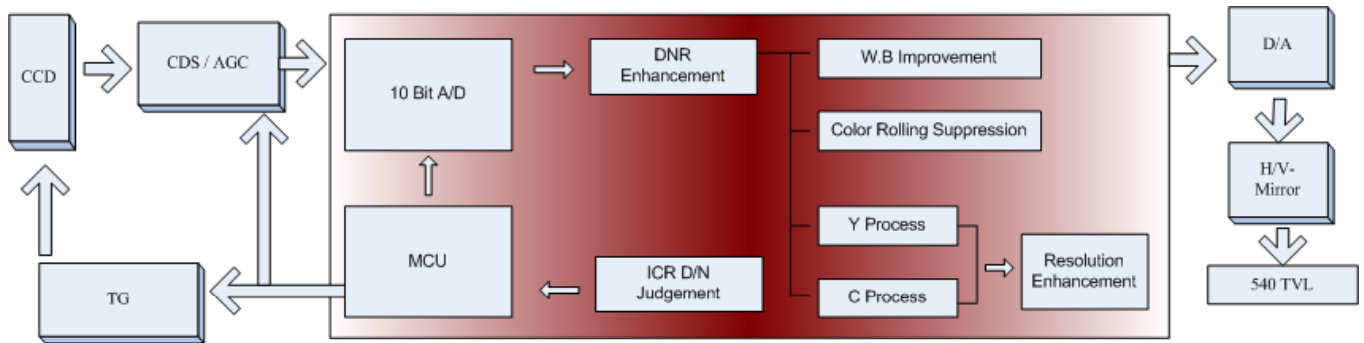 CCD
CDS / AGC
10 Bit A/D
DNR
Enhancement
W.B Improvement
Color Rolling Suppression
D/A
H/V-
Mirror
TG
MCU
ICR D/N
Judgement
Y Process
C Process
Resolution
Enhancement
540 TVL